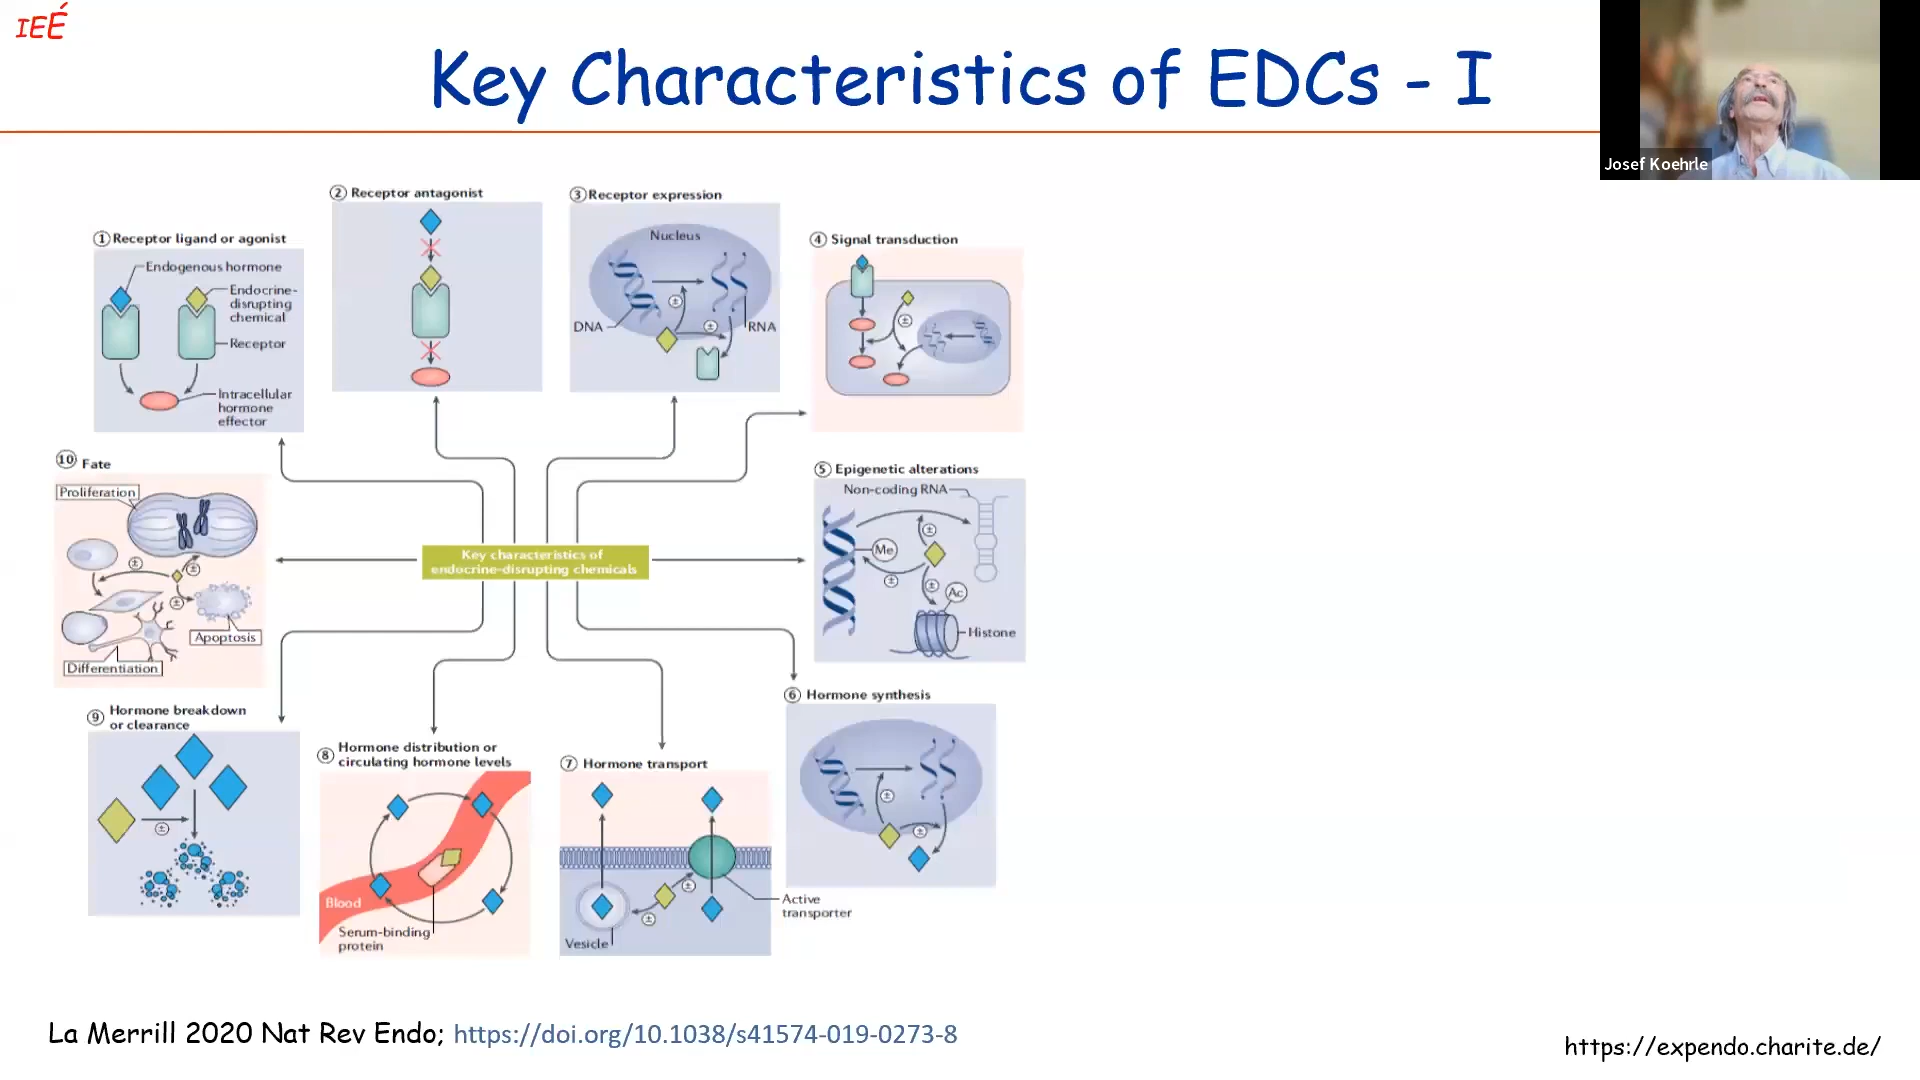 IEÉ
Key Characteristics of EDCs - I
Josef Koehrle
① Receptor ligand or agonist
Endogenous hormone
Endocrine-
disrupting
chemical
Receptor
Intracellular
hormone
effector
② Receptor antagonist
③ Receptor expression
Nucleus
DNA
±
±
RNA
④ Signal transduction
±
⑤ Epigenetic alterations
Non-coding RNA
±
Me
±
±
Ac
Histone
⑩ Fate
Proliferation
±
±
±
Apoptosis
Differentiation
Key characteristics of
endocrine-disrupting chemicals
⑥ Hormone synthesis
±
±
⑦ Hormone transport
±
±
Active
transporter
Vesicle
⑧ Hormone distribution or
circulating hormone levels
Blood
Serum-binding
protein
⑨ Hormone breakdown
or clearance
±
La Merrill 2020 Nat Rev Endo; https://doi.org/10.1038/s41574-019-0273-8
https://expendo.charite.de/